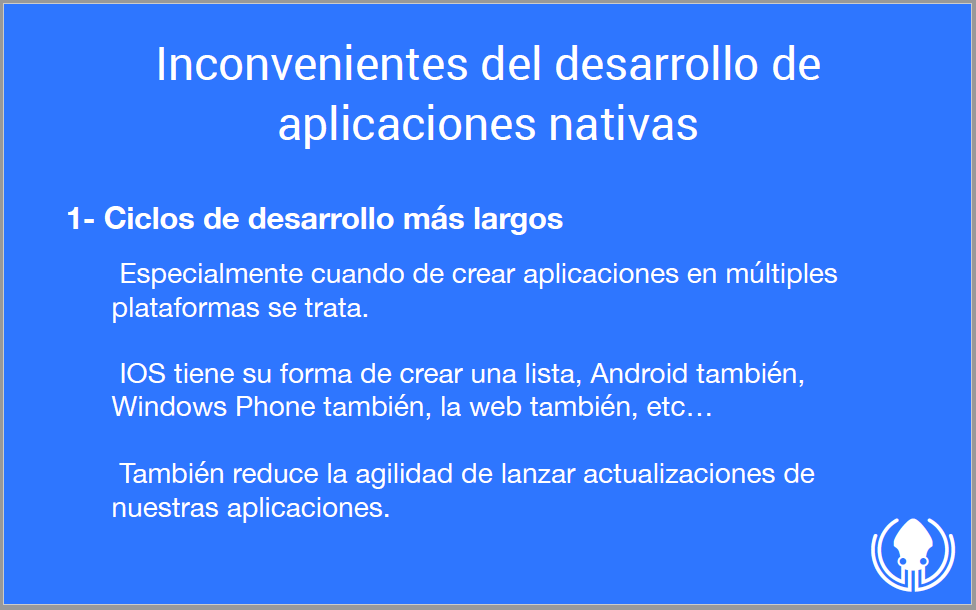 Inconvenientes del desarrollo de
aplicaciones nativas
1- Ciclos de desarrollo más largos
Especialmente cuando de crear aplicaciones en múltiples
plataformas se trata.
IOS tiene su forma de crear una lista, Android también,
Windows Phone también, la web también, etc…
También reduce la agilidad de lanzar actualizaciones de
nuestras aplicaciones.